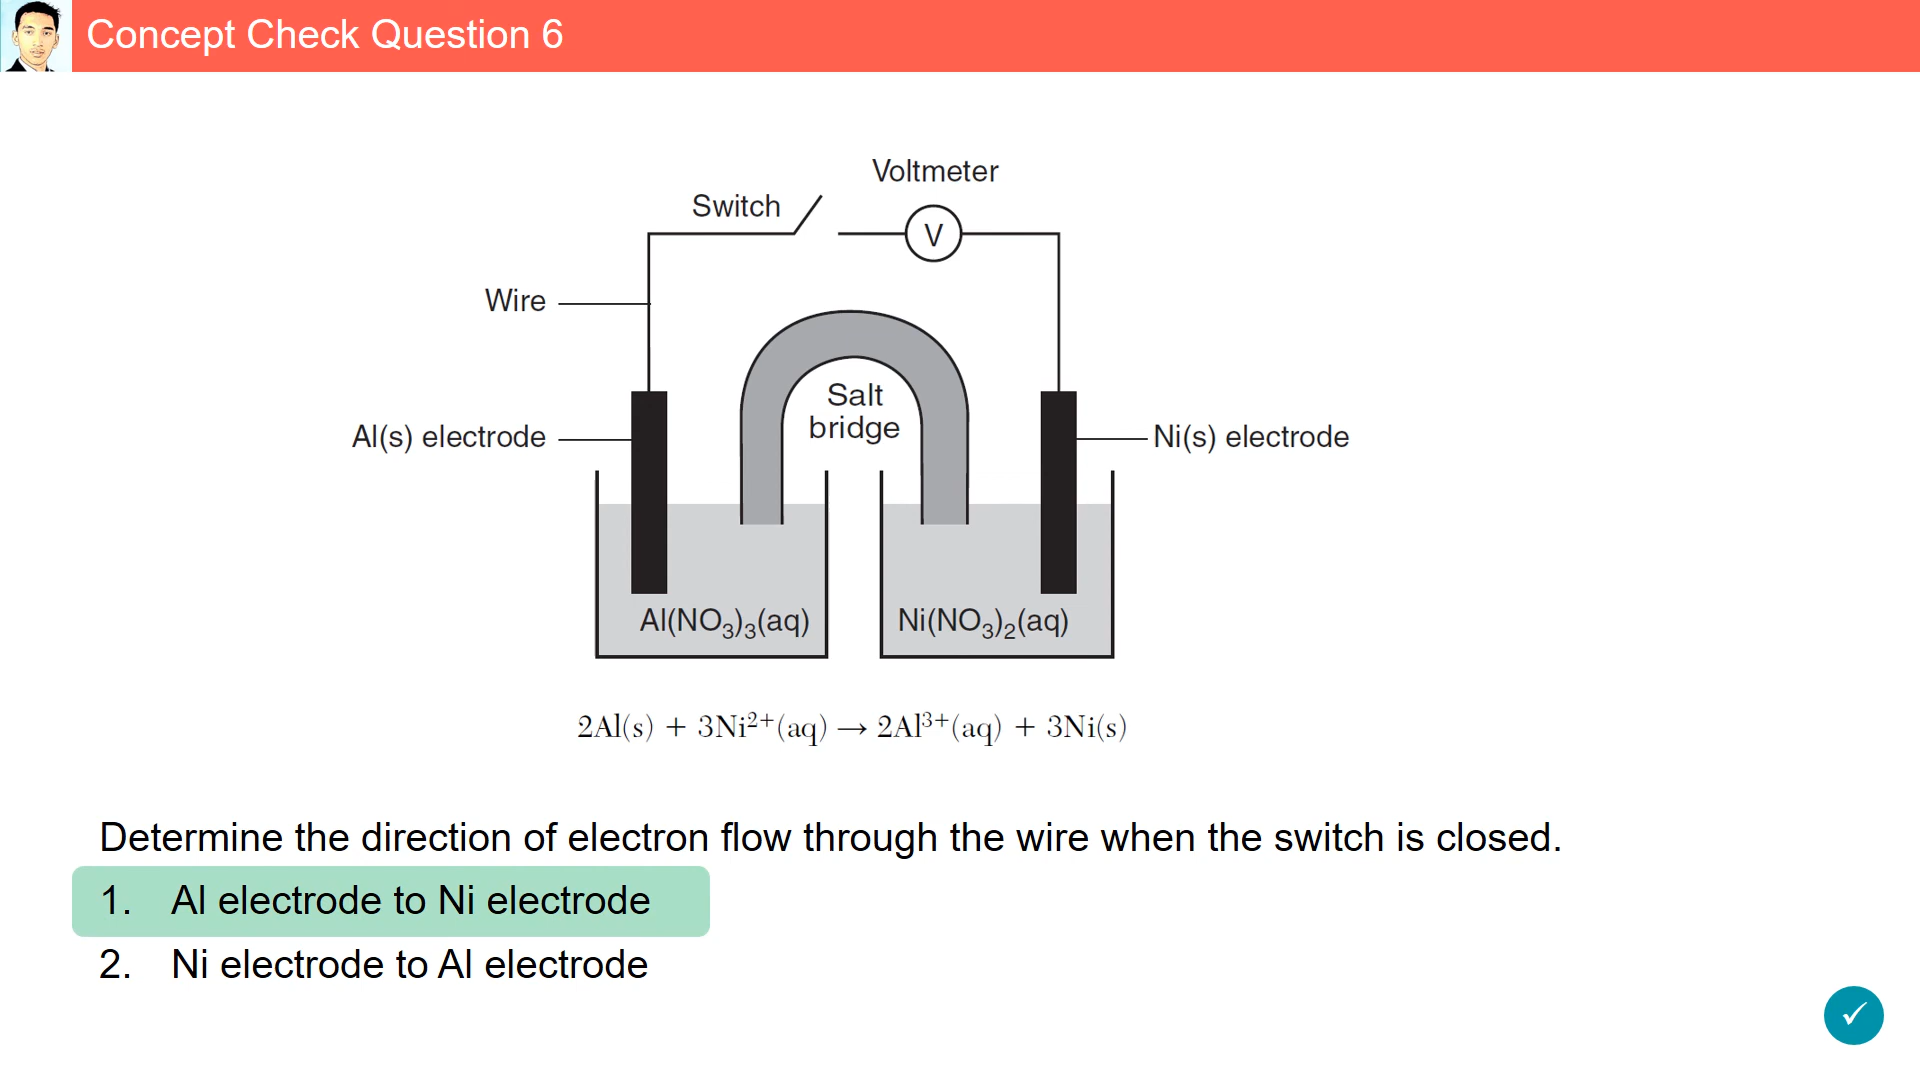 Concept Check Question 6
Voltmeter
Switch
V
Wire
Salt
bridge
Al(s) electrode
Ni(s) electrode
Al(NO₃)₃(aq)
Ni(NO₃)₂(aq)
2Al(s) + 3Ni²⁺(aq) → 2Al³⁺(aq) + 3Ni(s)
Determine the direction of electron flow through the wire when the switch is closed.
1. Al electrode to Ni electrode
2. Ni electrode to Al electrode